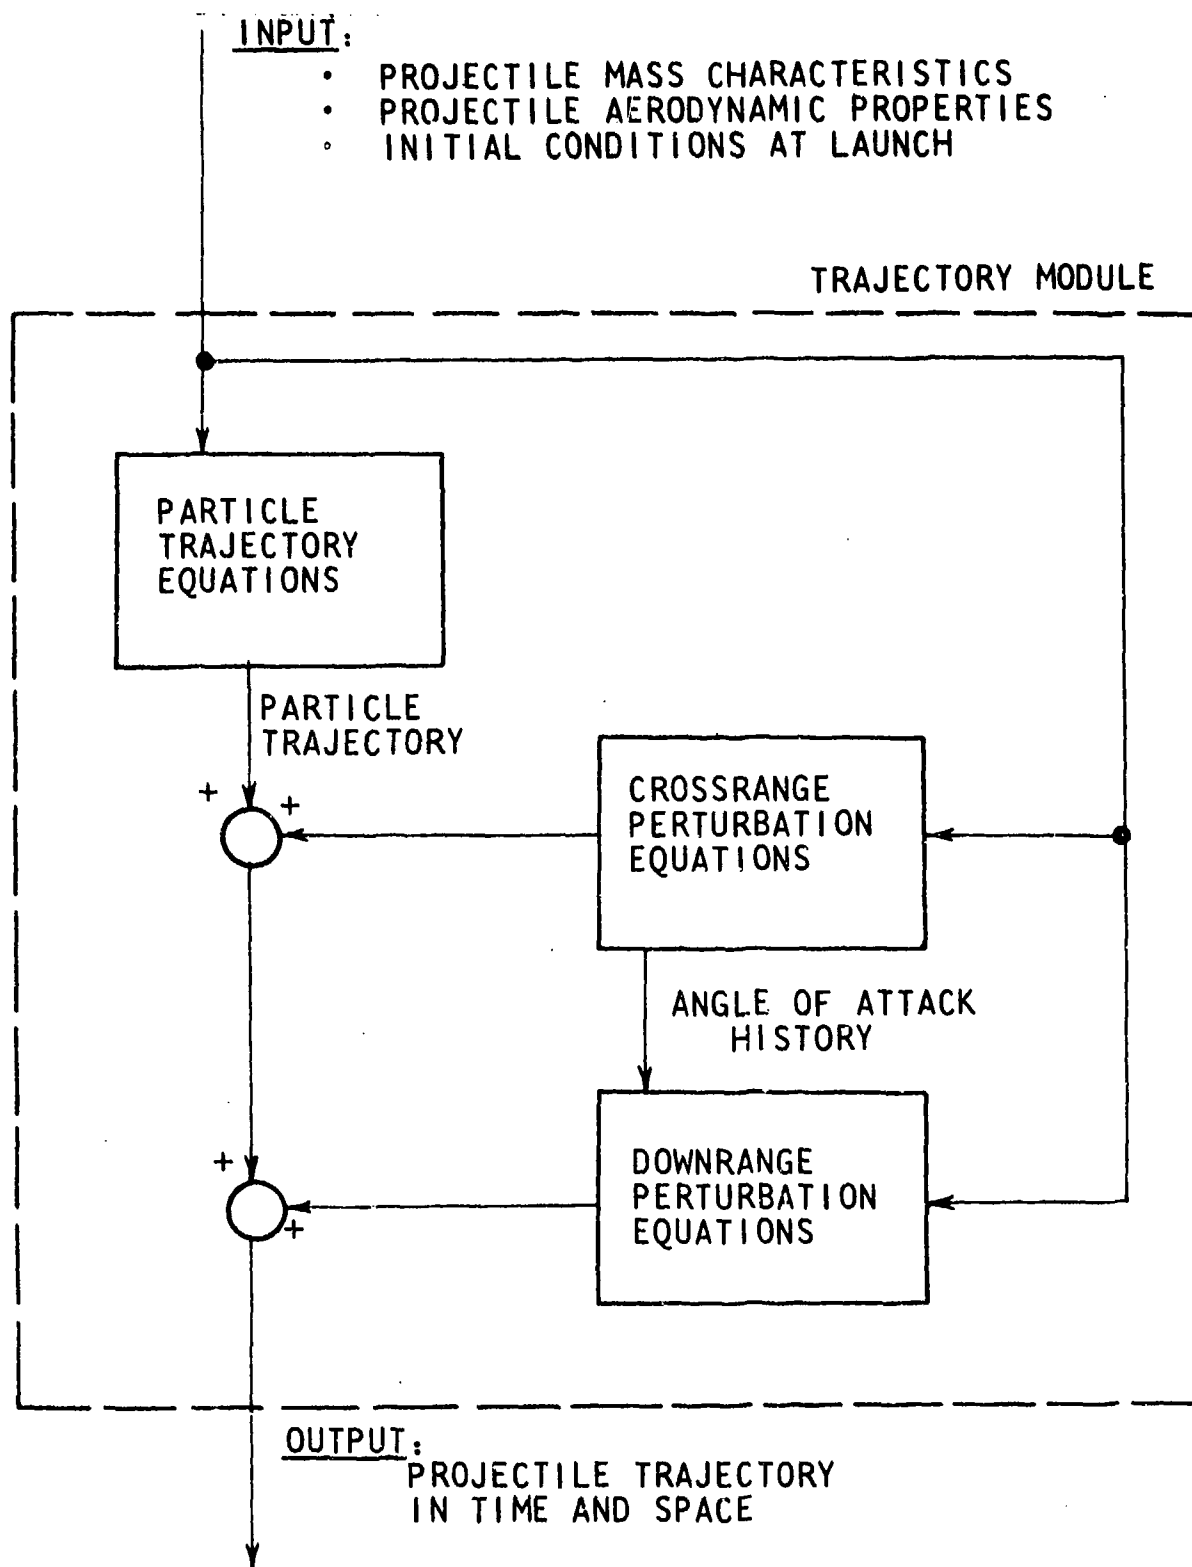 INPUT:
• PROJECTILE MASS CHARACTERISTICS
• PROJECTILE AERODYNAMIC PROPERTIES
• INITIAL CONDITIONS AT LAUNCH
TRAJECTORY MODULE
PARTICLE
TRAJECTORY
EQUATIONS
PARTICLE
TRAJECTORY
+ +
CROSSRANGE
PERTURBATION
EQUATIONS
ANGLE OF ATTACK
HISTORY
+
+
DOWNRANGE
PERTURBATION
EQUATIONS
OUTPUT:
PROJECTILE TRAJECTORY
IN TIME AND SPACE